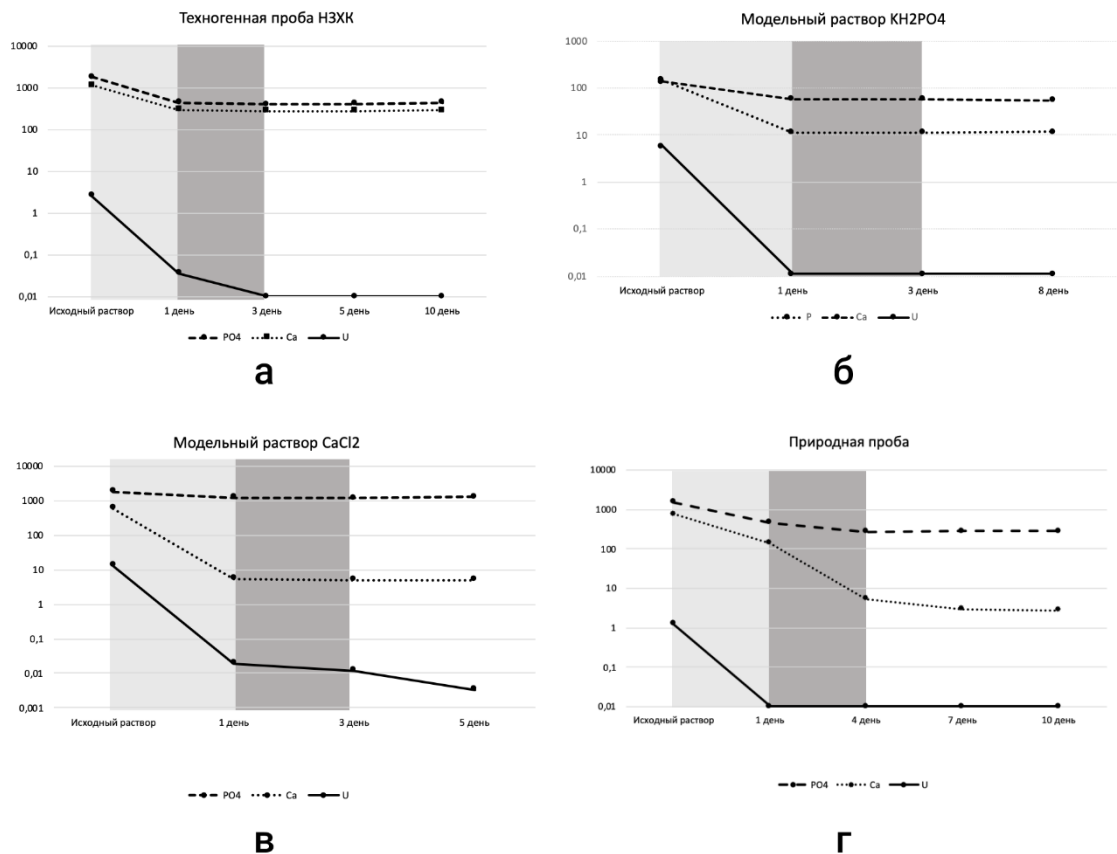 Техногенная проба НЗХК
10000
1000
100
10
1
0,1
0,01
Исходный раствор 1 день 3 день 5 день 10 день
PO4 Ca U
а
Модельный раствор KH2PO4
1000
100
10
1
0,1
0,01
Исходный раствор 1 день 3 день 8 день
P Ca U
б
Модельный раствор CaCl2
10000
1000
100
10
1
0,1
0,01
0,001
Исходный раствор 1 день 3 день 5 день
PO4 Ca U
в
Природная проба
10000
1000
100
10
1
0,1
0,01
Исходный раствор 1 день 4 день 7 день 10 день
PO4 Ca U
г